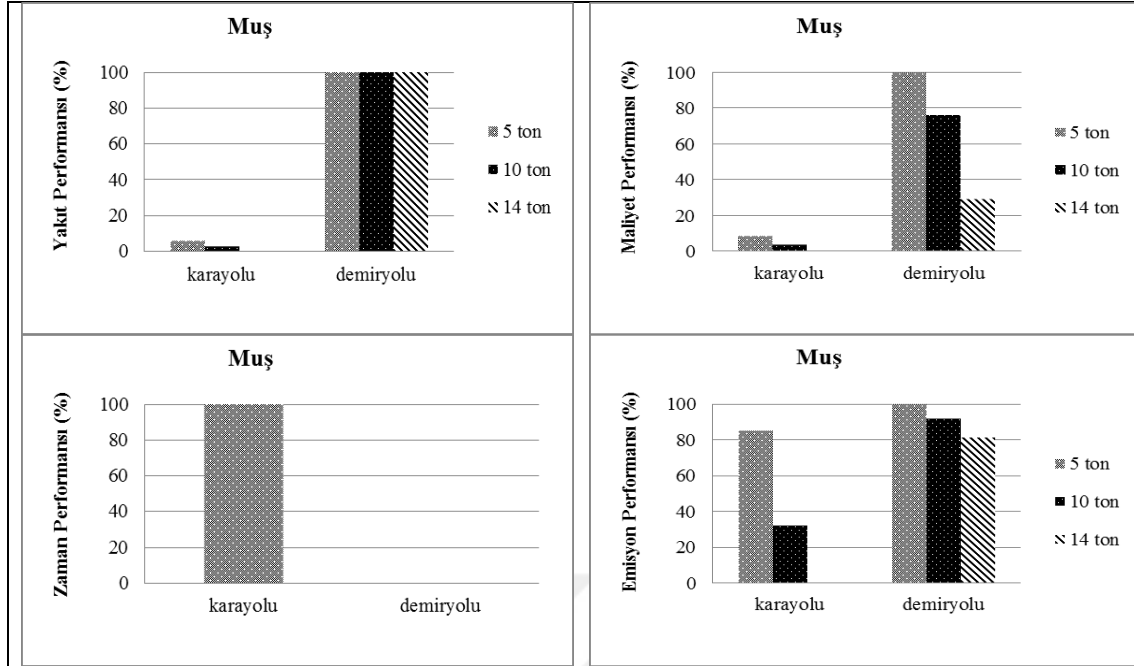 Muş
Yakıt Performansı (%)
100
80
60
40
20
0
karayolu
demiryolu
5 ton
10 ton
14 ton
Muş
Maliyet Performansı (%)
100
80
60
40
20
0
karayolu
demiryolu
5 ton
10 ton
14 ton
Muş
Zaman Performansı (%)
100
80
60
40
20
0
karayolu
demiryolu
Muş
Emisyon Performansı (%)
100
80
60
40
20
0
karayolu
demiryolu
5 ton
10 ton
14 ton